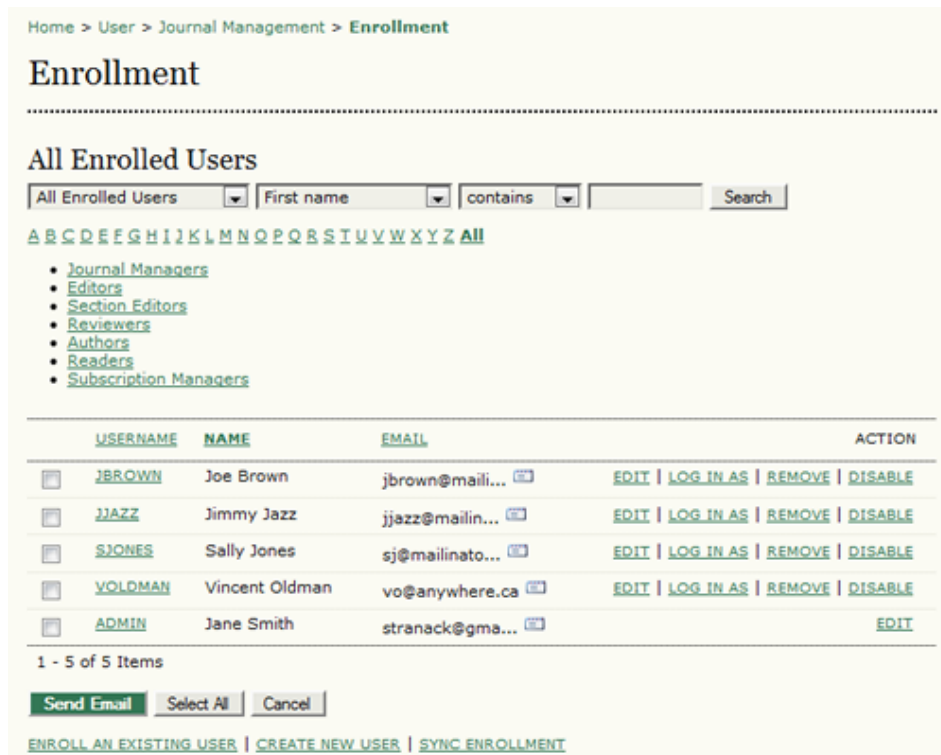 Home > User > Journal Management > Enrollment
Enrollment
All Enrolled Users
All Enrolled Users First name contains Search
A B C D E F G H I J K L M N O P Q R S T U V W X Y Z All
Journal Managers
Editors
Section Editors
Reviewers
Authors
Readers
Subscription Managers
USERNAME NAME EMAIL ACTION
JBROWN Joe Brown jbrown@maili... EDIT | LOG IN AS | REMOVE | DISABLE
JJAZZ Jimmy Jazz jjazz@mailin... EDIT | LOG IN AS | REMOVE | DISABLE
SJONES Sally Jones sj@mailinato... EDIT | LOG IN AS | REMOVE | DISABLE
VOLDMAN Vincent Oldman vo@anywhere.ca EDIT | LOG IN AS | REMOVE | DISABLE
ADMIN Jane Smith stranack@gma... EDIT
1 - 5 of 5 Items
Send Email Select All Cancel
ENROLL AN EXISTING USER | CREATE NEW USER | SYNC ENROLLMENT